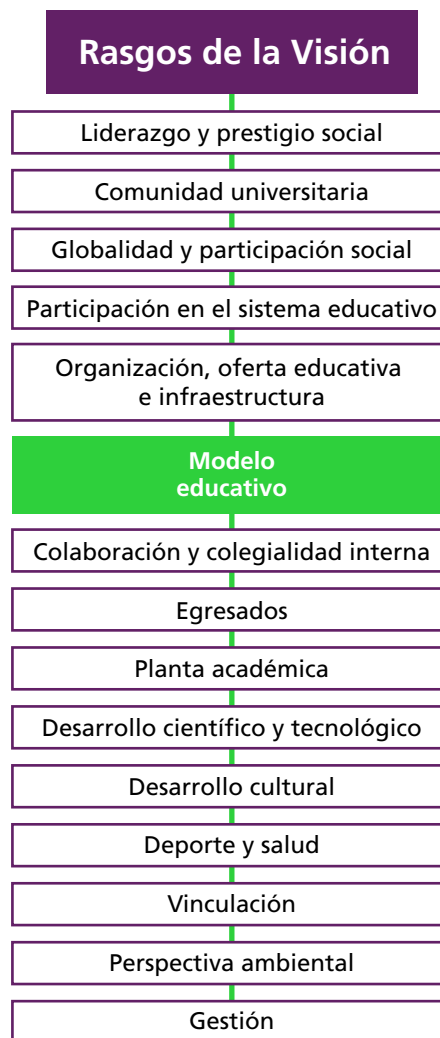 Rasgos de la Visión
Liderazgo y prestigio social
Comunidad universitaria
Globalidad y participación social
Participación en el sistema educativo
Organización, oferta educativa
e infraestructura
Modelo
educativo
Colaboración y colegialidad interna
Egresados
Planta académica
Desarrollo científico y tecnológico
Desarrollo cultural
Deporte y salud
Vinculación
Perspectiva ambiental
Gestión